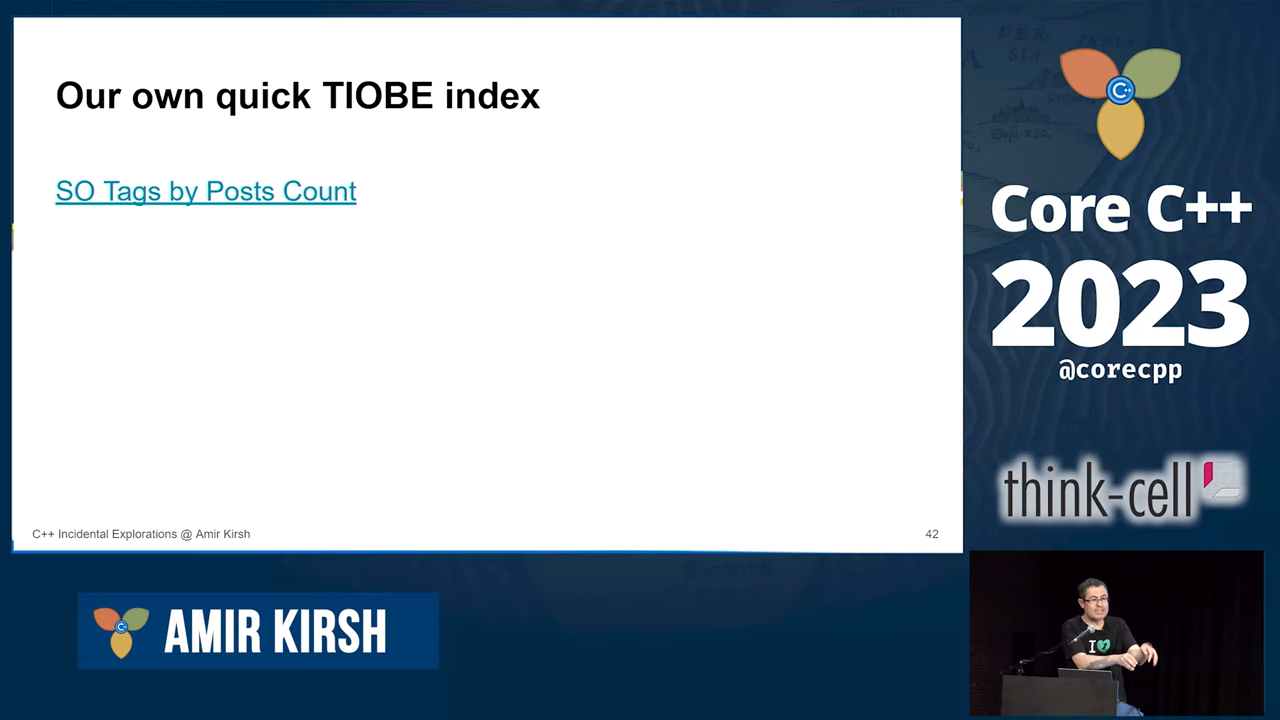 Our own quick TIOBE index
SO Tags by Posts Count
C++ Incidental Explorations @ Amir Kirsh
42
C++
Core C++
2023
@corecpp
think-cell
C++
AMIR KIRSH
I